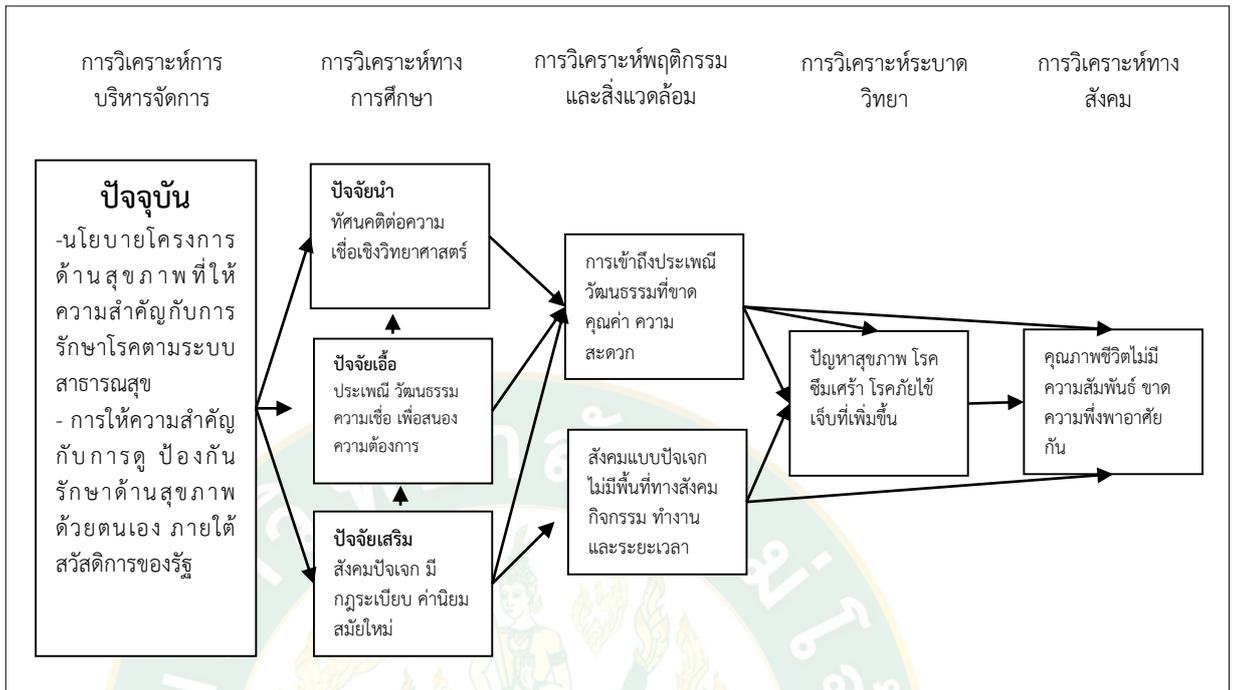 การวิเคราะห์การ
บริหารจัดการ
การวิเคราะห์ทาง
การศึกษา
การวิเคราะห์พฤติกรรม
และสิ่งแวดล้อม
การวิเคราะห์ระบาด
วิทยา
การวิเคราะห์ทาง
สังคม
ปัจจุบัน
-นโยบายโครงการ
ด้านสุขภาพที่ให้
ความสำคัญกับการ
รักษาโรคตามระบบ
สาธารณสุข
- การให้ความสำคัญ
กับการดู ป้องกัน
รักษาด้านสุขภาพ
ด้วยตนเอง ภายใต้
สวัสดิการของรัฐ
ปัจจัยนำ
ทัศนคติต่อความ
เชื่อเชิงวิทยาศาสตร์
ปัจจัยเอื้อ
ประเพณี วัฒนธรรม
ความเชื่อ เพื่อสนอง
ความต้องการ
ปัจจัยเสริม
สังคมปัจเจก มี
กฎระเบียบ ค่านิยม
สมัยใหม่
การเข้าถึงประเพณี
วัฒนธรรมที่ขาด
คุณค่า ความ
สะดวก
สังคมแบบปัจเจก
ไม่มีพื้นที่ทางสังคม
กิจกรรม ทำงาน
และระยะเวลา
ปัญหาสุขภาพ โรค
ซึมเศร้า โรคภัยไข้
เจ็บที่เพิ่มขึ้น
คุณภาพชีวิตไม่มี
ความสัมพันธ์ ขาด
ความพึ่งพาอาศัย
กัน